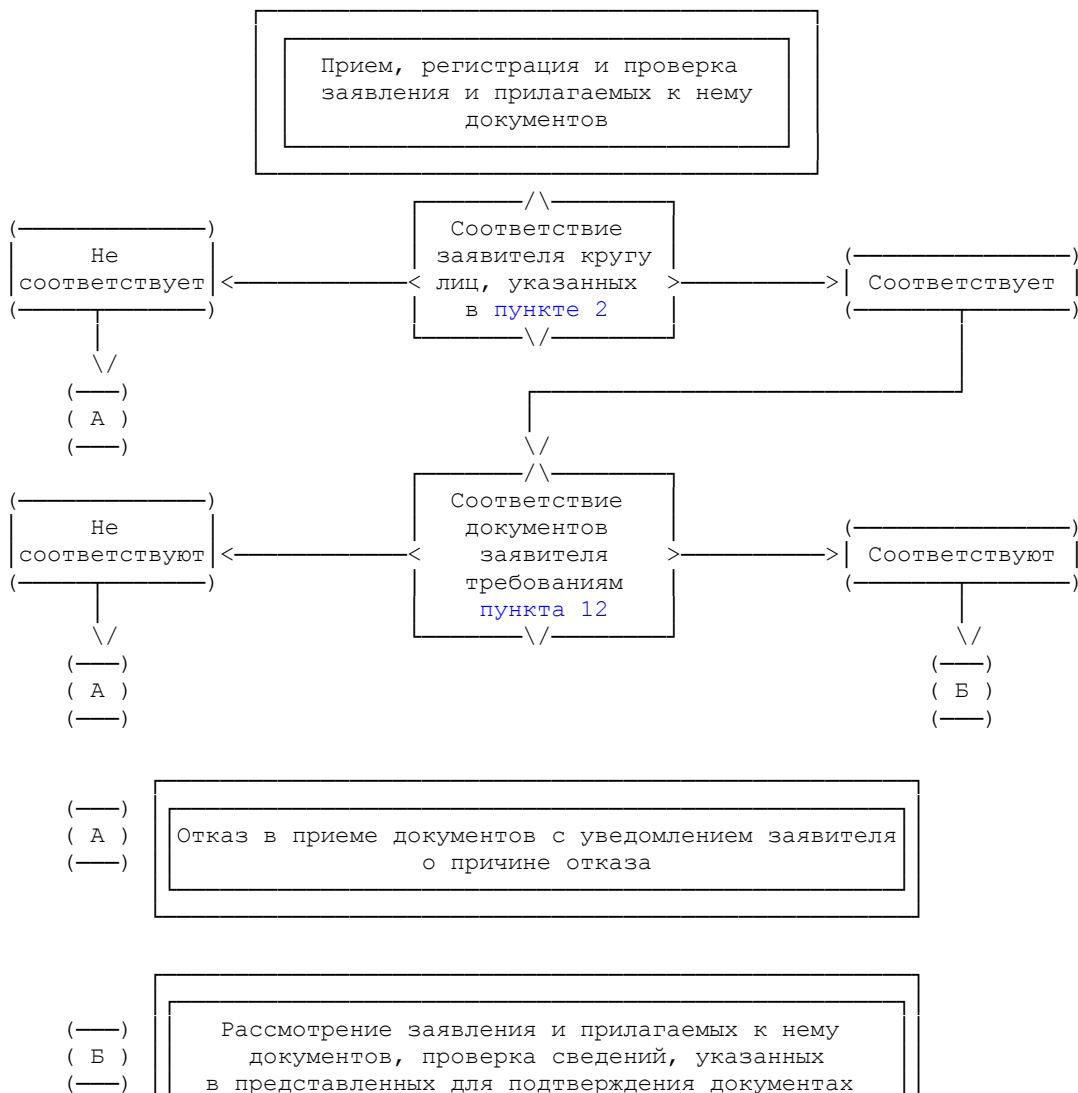 Прием, регистрация и проверка
заявления и прилагаемых к нему
документов
Соответствие
заявителя кругу
лиц, указанных
в пункте 2
Не
соответствует
Соответствует
А
Соответствие
документов
заявителя
требованиям
пункта 12
Не
соответствуют
Соответствуют
А
Б
А
Отказ в приеме документов с уведомлением заявителя
о причине отказа
Б
Рассмотрение заявления и прилагаемых к нему
документов, проверка сведений, указанных
в представленных для подтверждения документах